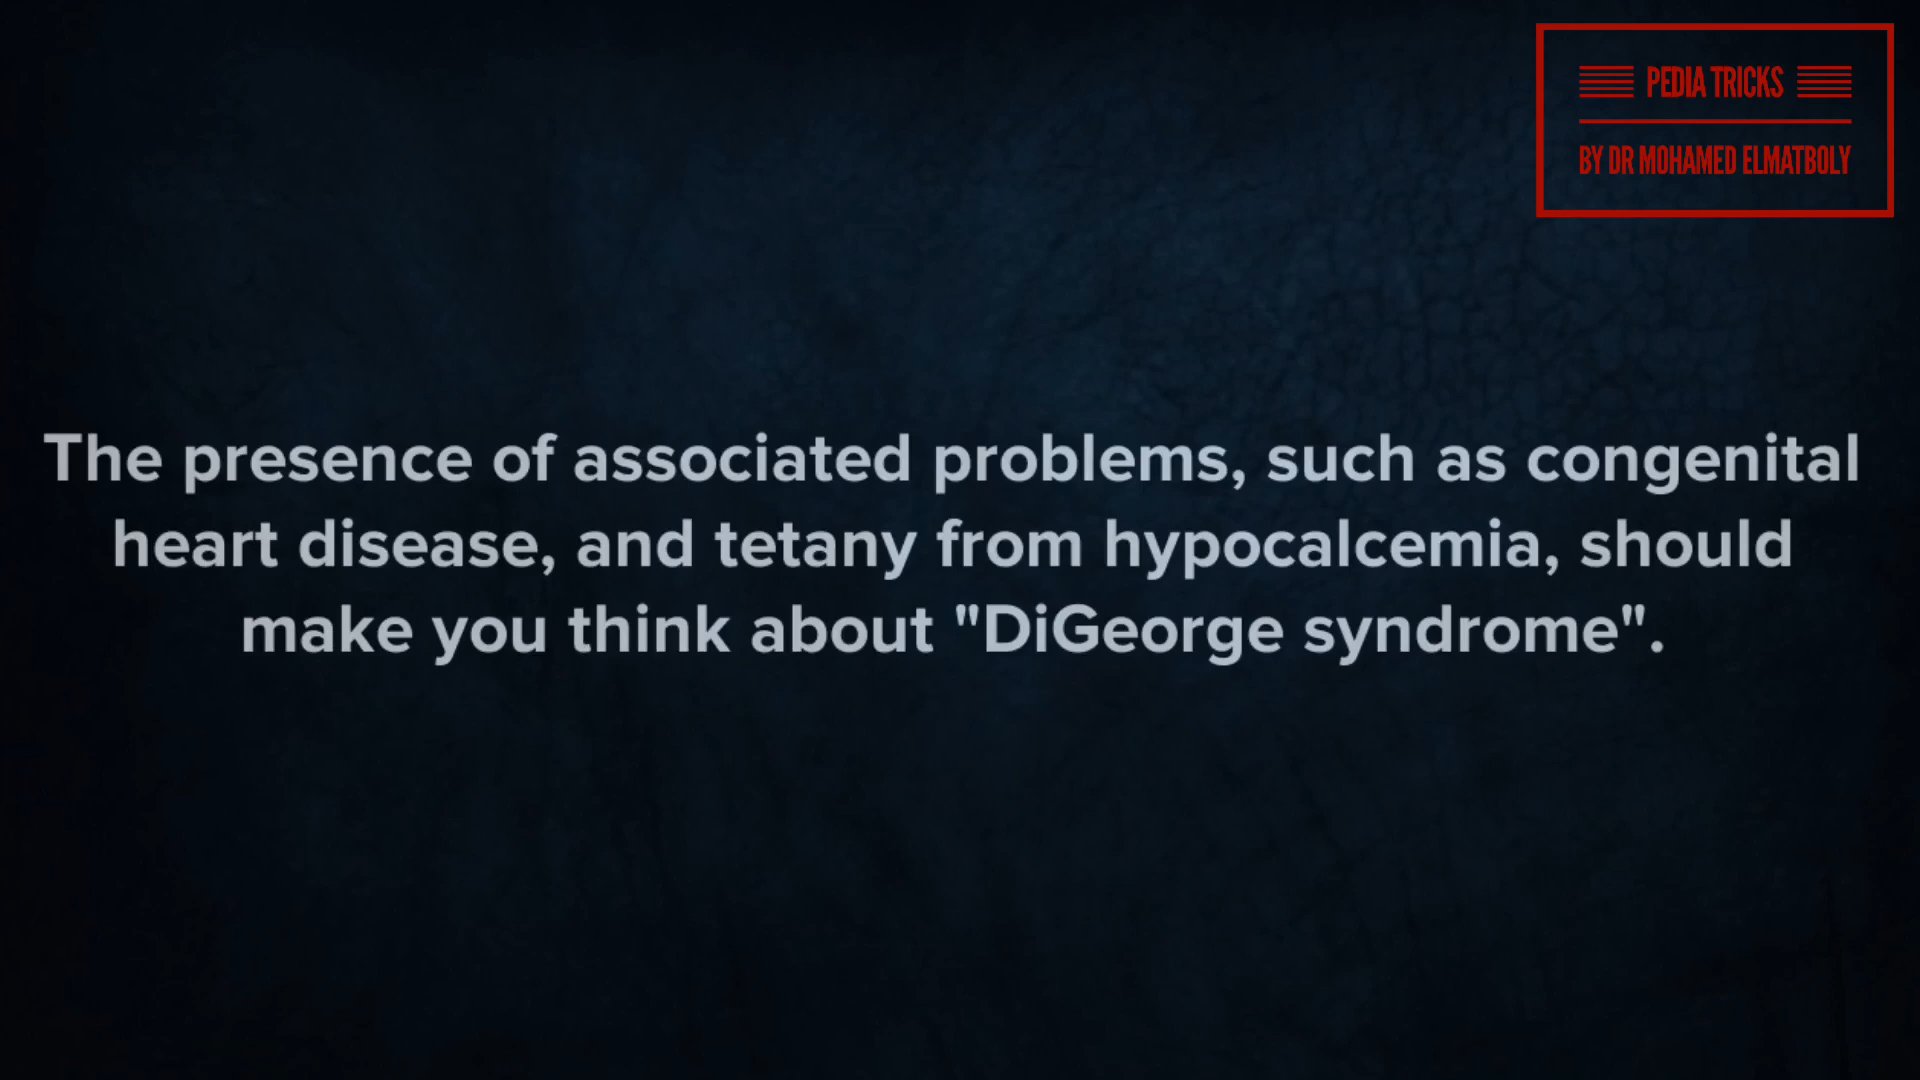 PEDIA TRICKS
BY DR MOHAMED ELMATBOLY
The presence of associated problems, such as congenital
heart disease, and tetany from hypocalcemia, should
make you think about "DiGeorge syndrome".